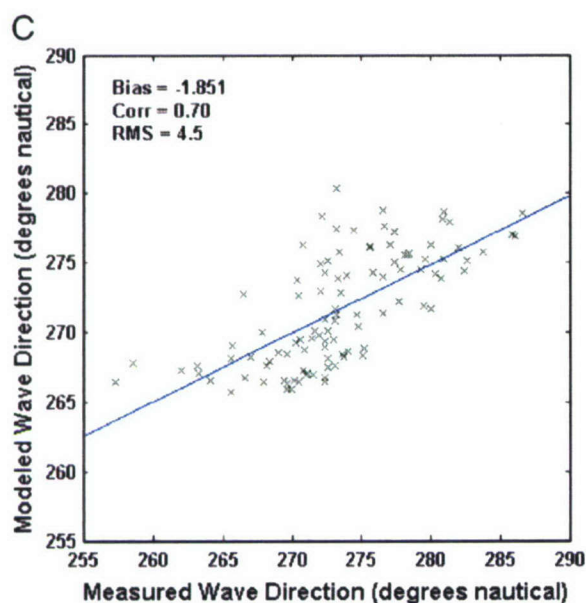 C
290
Bias = -1.851
Corr = 0.70
RMS = 4.5
285
280
275
270
265
260
255
Modeled Wave Direction (degrees nautical)
255 260 265 270 275 280 285 290
Measured Wave Direction (degrees nautical)